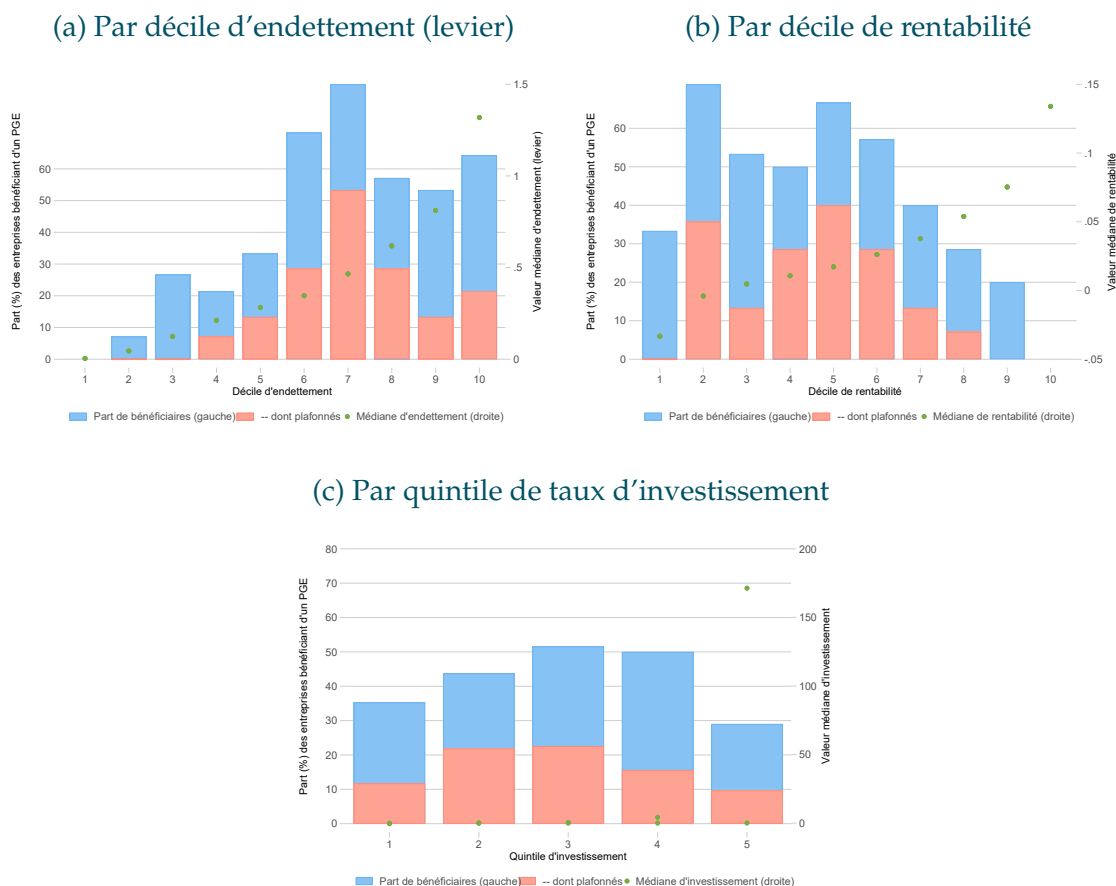 (a) Par décile d'endettement (levier)
Part (%) des entreprises bénéficiant d'un PGE
60
50
40
30
20
10
0
1.5
1
.5
0
Valeur médiane d'endettement (levier)
1 2 3 4 5 6 7 8 9 10
Décile d'endettement
Part de bénéficiaires (gauche) -- dont plafonnés Médiane d'endettement (droite)
(b) Par décile de rentabilité
Part (%) des entreprises bénéficiant d'un PGE
60
50
40
30
20
10
0
.15
.1
.05
0
-.05
Valeur médiane de rentabilité
1 2 3 4 5 6 7 8 9 10
Décile de rentabilité
Part de bénéficiaires (gauche) -- dont plafonnés Médiane de rentabilité (droite)
(c) Par quintile de taux d'investissement
Part (%) des entreprises bénéficiant d'un PGE
80
70
60
50
40
30
20
10
0
200
150
100
50
0
Valeur médiane d'investissement
1 2 3 4 5
Quintile d'investissement
Part de bénéficiaires (gauche) -- dont plafonnés Médiane d'investissement (droite)